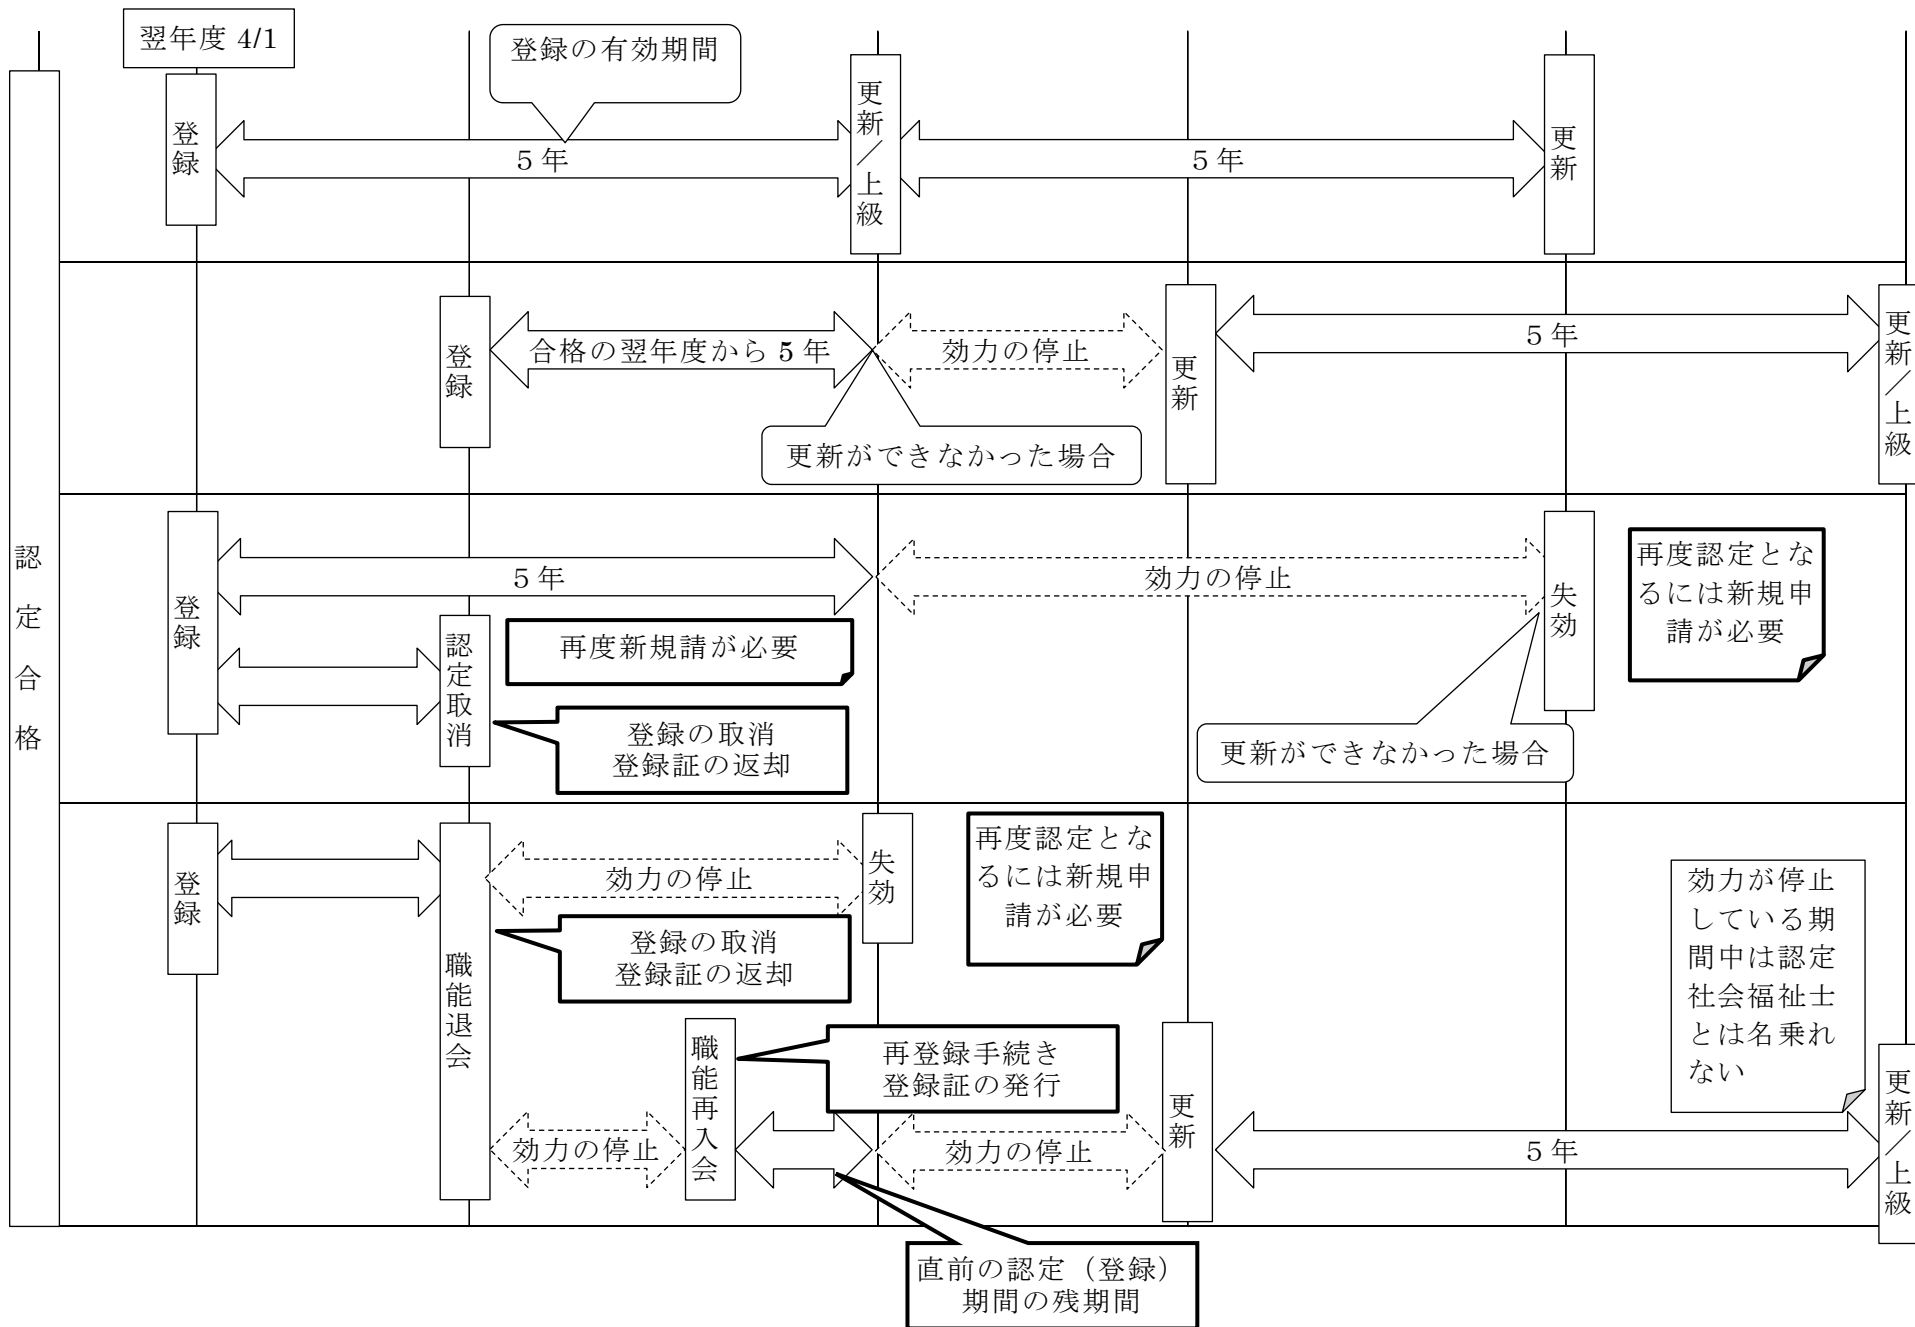 翌年度 4/1
登録の有効期間
登録
5 年
更新／上級
5 年
更新
登録
合格の翌年度から 5 年
効力の停止
更新
5 年
更新／上級
更新ができなかった場合
認定合格
登録
5 年
効力の停止
失効
再度認定とな
るには新規申
請が必要
認定取消
再度新規請が必要
登録の取消
登録証の返却
更新ができなかった場合
登録
職能退会
効力の停止
失効
再度認定とな
るには新規申
請が必要
登録の取消
登録証の返却
効力が停止
している期
間中は認定
社会福祉士
とは名乗れ
ない
職能再入会
再登録手続き
登録証の発行
効力の停止
効力の停止
更新
5 年
更新／上級
直前の認定（登録）
期間の残期間